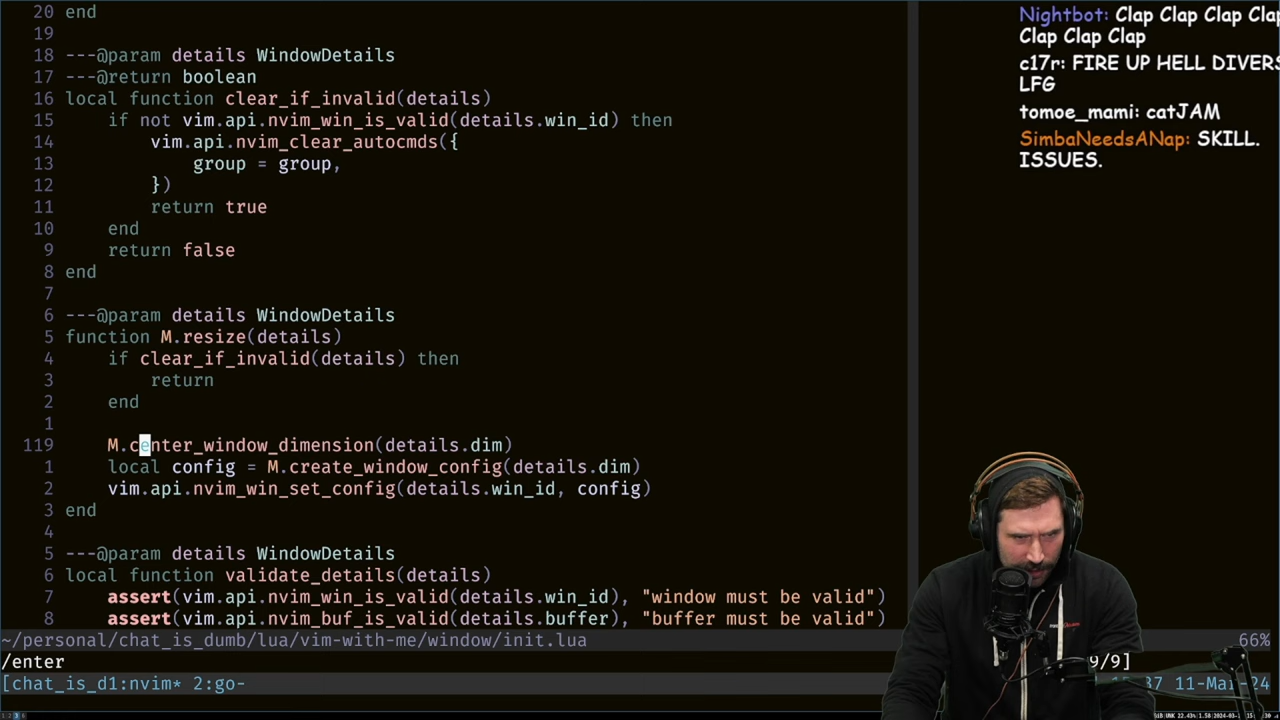 20 end
19
18 ---@param details WindowDetails
17 ---@return boolean
16 local function clear_if_invalid(details)
15 if not vim.api.nvim_win_is_valid(details.win_id) then
14 vim.api.nvim_clear_autocmds({
13 group = group,
12 })
11 return true
10 end
9 return false
8 end
7
6 ---@param details WindowDetails
5 function M.resize(details)
4 if clear_if_invalid(details) then
3 return
2 end
1
119 M.center_window_dimension(details.dim)
1 local config = M.create_window_config(details.dim)
2 vim.api.nvim_win_set_config(details.win_id, config)
3 end
4
5 ---@param details WindowDetails
6 local function validate_details(details)
7 assert(vim.api.nvim_win_is_valid(details.win_id), "window must be valid")
8 assert(vim.api.nvim_buf_is_valid(details.buffer), "buffer must be valid")
~/personal/chat_is_dumb/lua/vim-with-me/window/init.lua 66%
/enter 9/9]
[chat_is_d1:nvim* 2:go- 37 11-Mar-24
Nightbot: Clap Clap Clap Clap
Clap Clap Clap
c17r: FIRE UP HELL DIVERS
LFG
tomoe_mami: catJAM
SimbaNeedsANap: SKILL.
ISSUES.